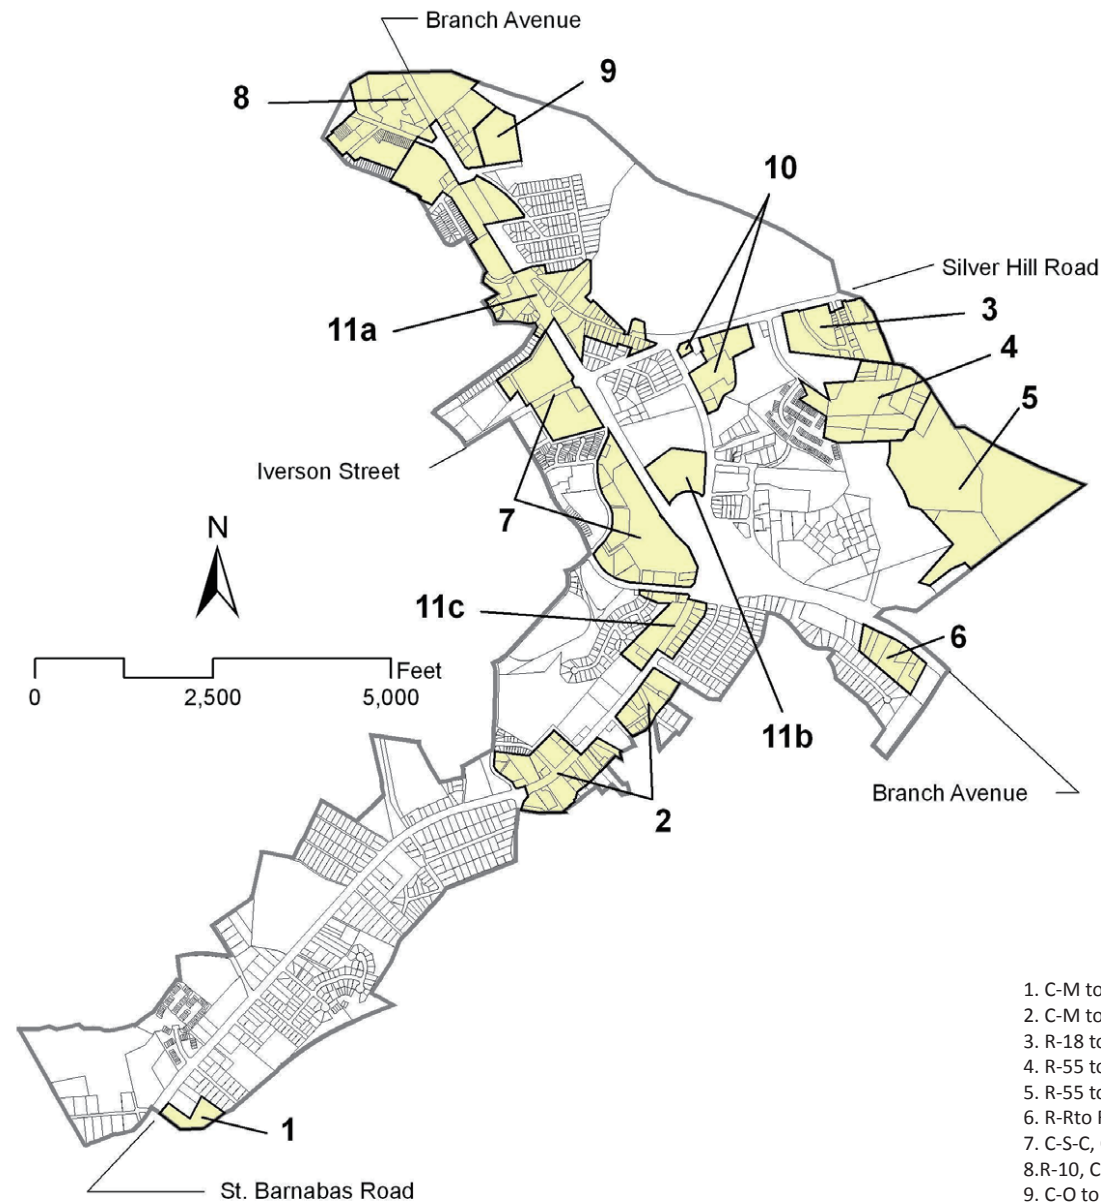 Branch Avenue
9
8
10
Silver Hill Road
3
11a
4
5
Iverson Street
N
7
11c
6
Feet
0 2,500 5,000
11b
Branch Avenue
2
1. C-M to
2. C-M to
3. R-18 to
4. R-55 to
5. R-55 to
6. R-Rto
7. C-S-C,
8.R-10, C
9. C-O to
1
St. Barnabas Road